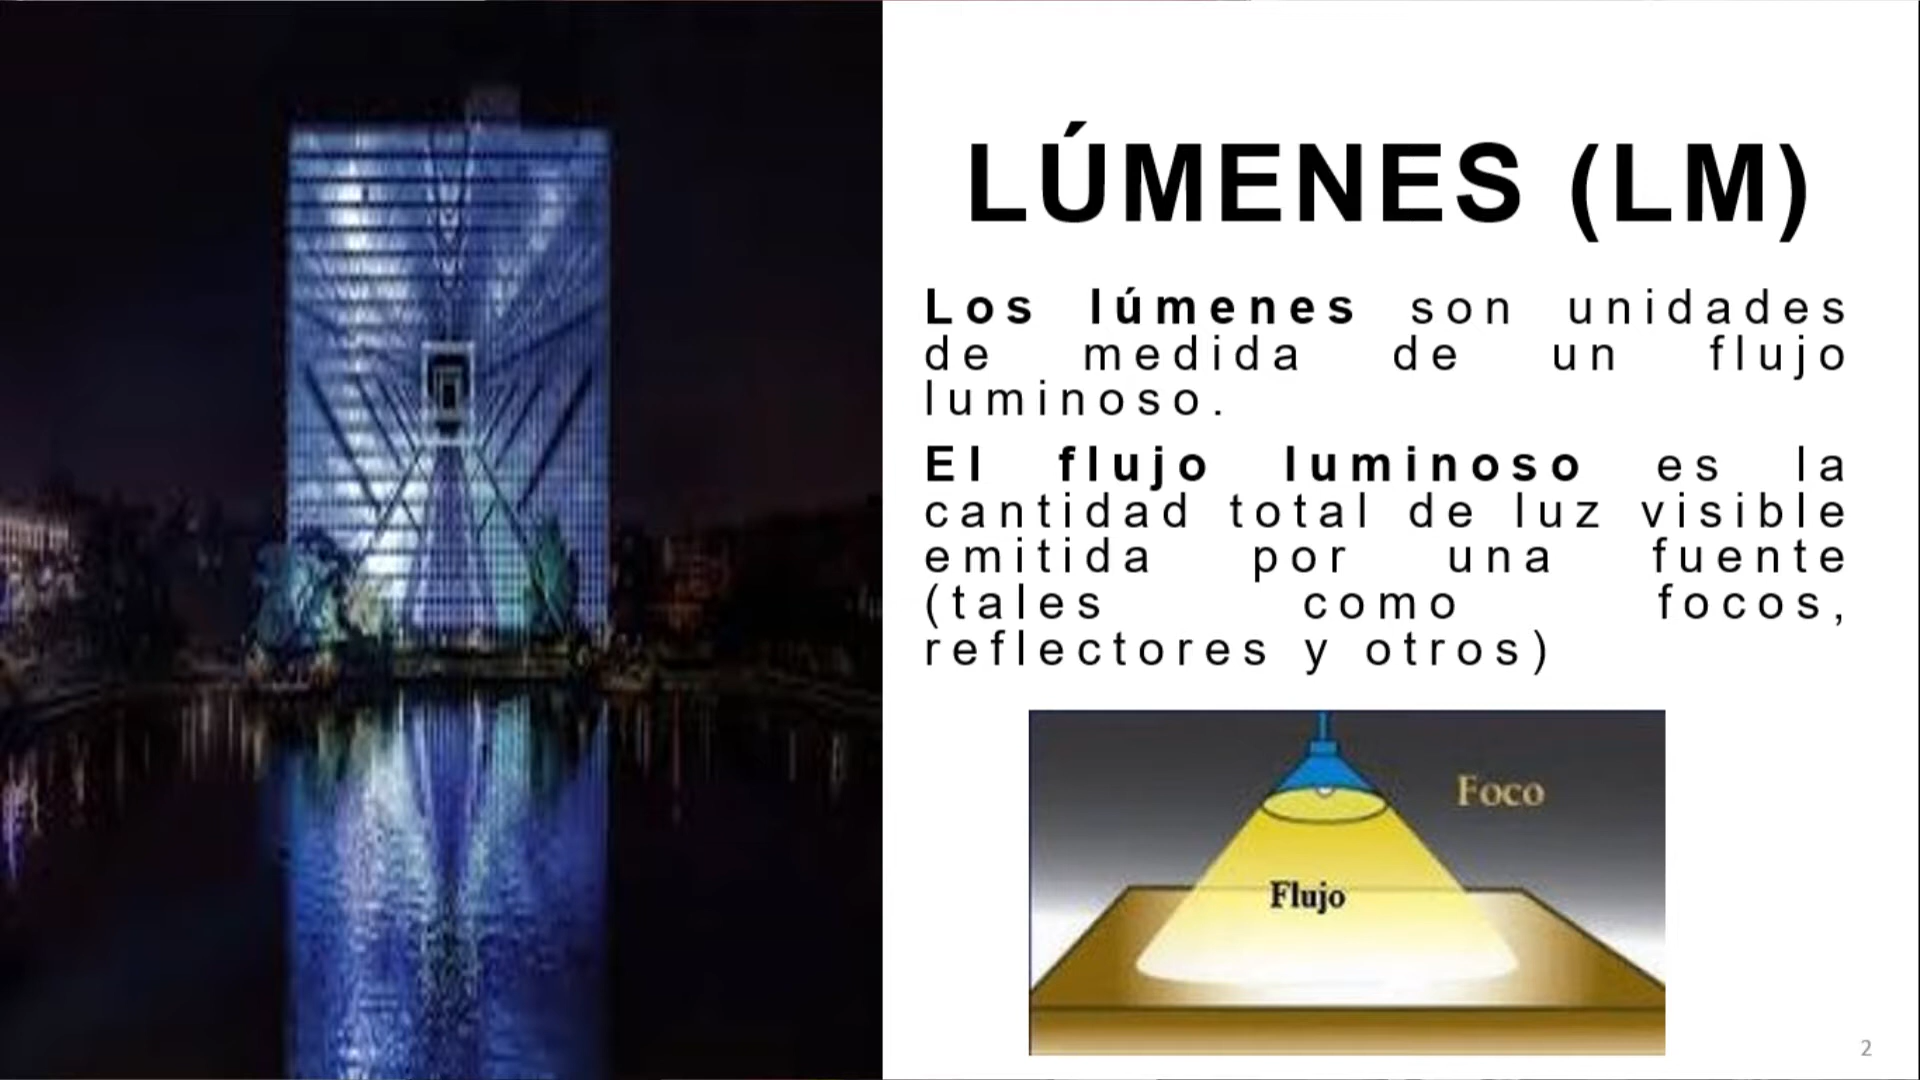 LÚMENES (LM)
Los lúmenes son unidades
de medida de un flujo
luminoso.
El flujo luminoso es la
cantidad total de luz visible
emitida por una fuente
(tales como focos,
reflectores y otros)
Foco
Flujo
2